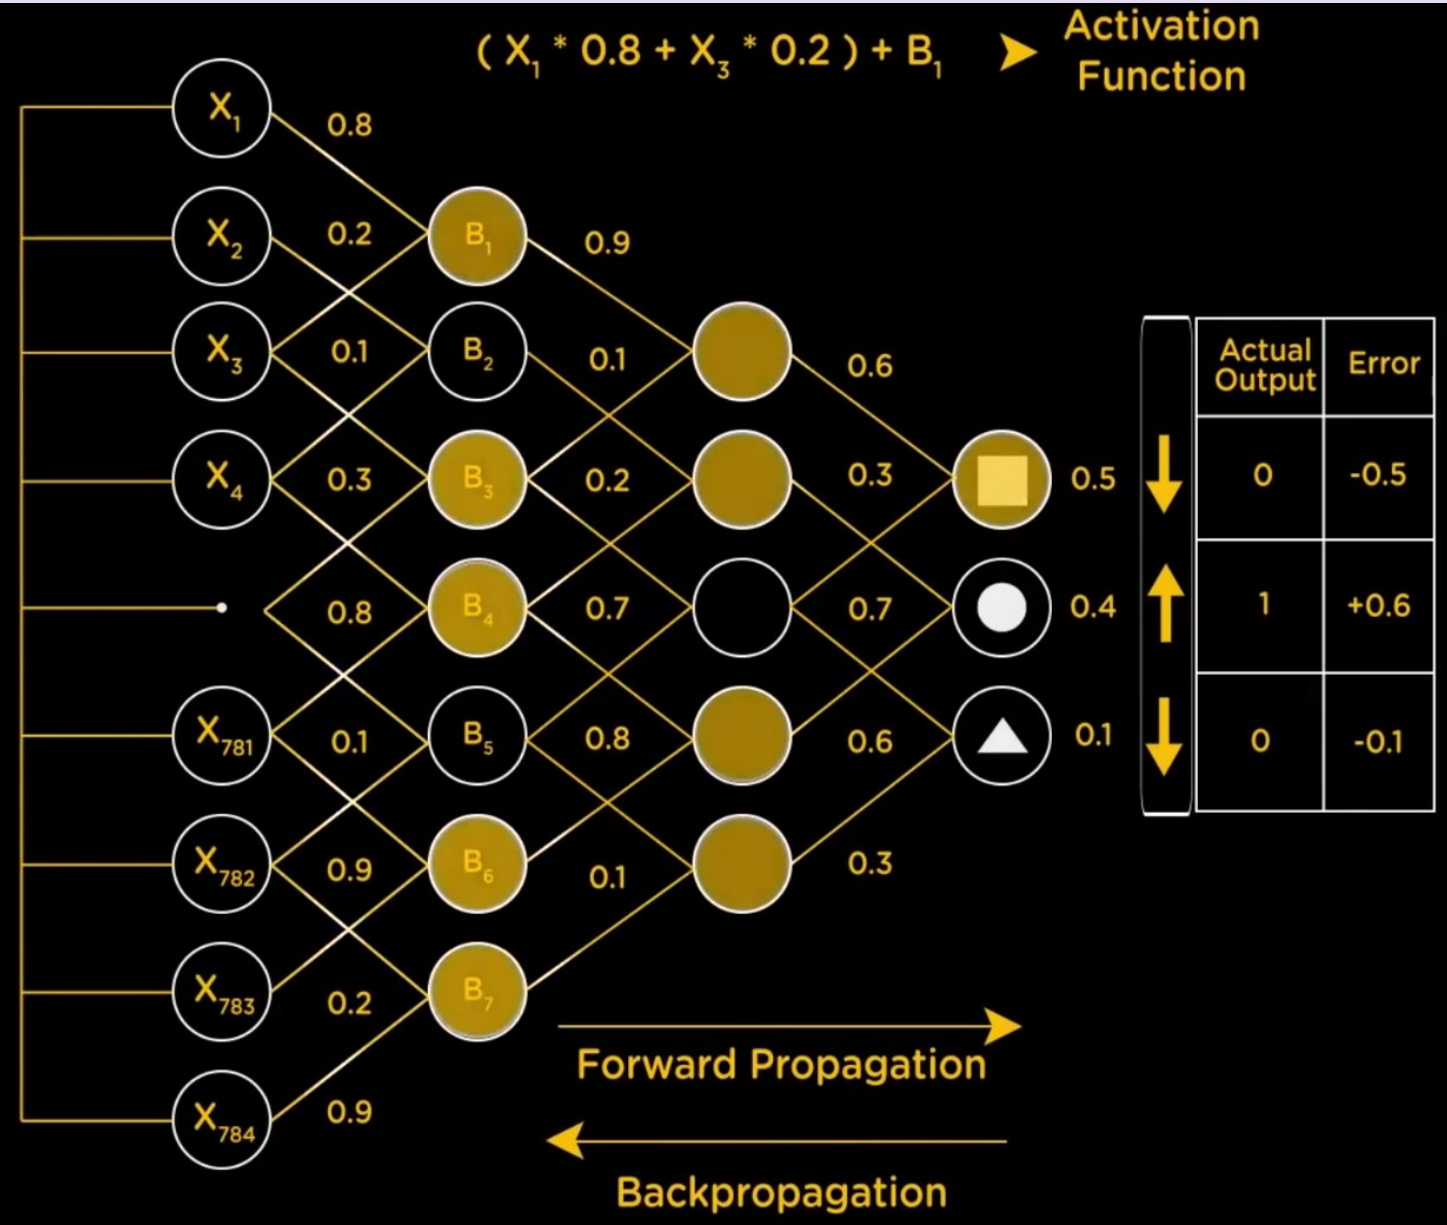 ( X₁ * 0.8 + X₃ * 0.2 ) + B₁
Activation
Function
X₁
0.8
X₂
0.2
B₁
0.9
X₃
0.1
B₂
0.1
0.6
Actual
Output
Error
X₄
0.3
B₃
0.2
0.3
0.5
0
-0.5
0.8
B₄
0.7
0.7
0.4
1
+0.6
X₇₈₁
0.1
B₅
0.8
0.6
0.1
0
-0.1
X₇₈₂
0.9
B₆
0.1
0.3
X₇₈₃
0.2
B₇
Forward Propagation
X₇₈₄
0.9
Backpropagation